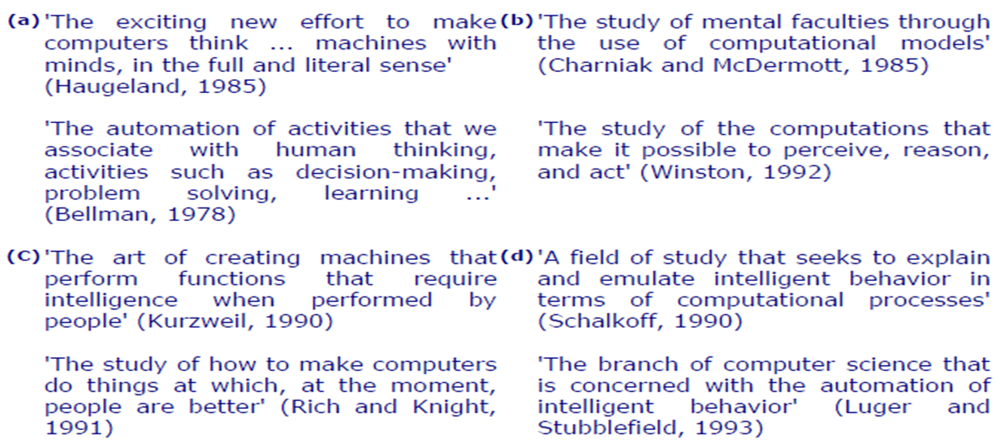 (a) 'The exciting new effort to make
computers think ... machines with
minds, in the full and literal sense'
(Haugeland, 1985)
'The automation of activities that we
associate with human thinking,
activities such as decision-making,
problem solving, learning ...'
(Bellman, 1978)
(b) 'The study of mental faculties through
the use of computational models'
(Charniak and McDermott, 1985)
'The study of the computations that
make it possible to perceive, reason,
and act' (Winston, 1992)
(c) 'The art of creating machines that
perform functions that require
intelligence when performed by
people' (Kurzweil, 1990)
'The study of how to make computers
do things at which, at the moment,
people are better' (Rich and Knight,
1991)
(d) 'A field of study that seeks to explain
and emulate intelligent behavior in
terms of computational processes'
(Schalkoff, 1990)
'The branch of computer science that
is concerned with the automation of
intelligent behavior' (Luger and
Stubblefield, 1993)